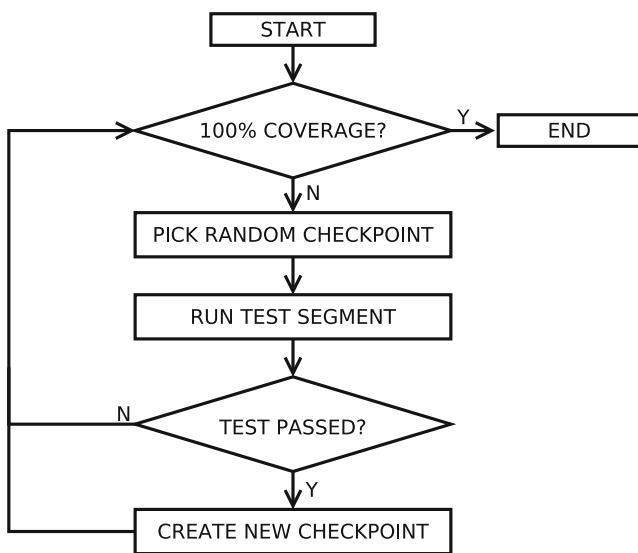 START
100% COVERAGE?
Y
END
N
PICK RANDOM CHECKPOINT
RUN TEST SEGMENT
N
TEST PASSED?
Y
CREATE NEW CHECKPOINT